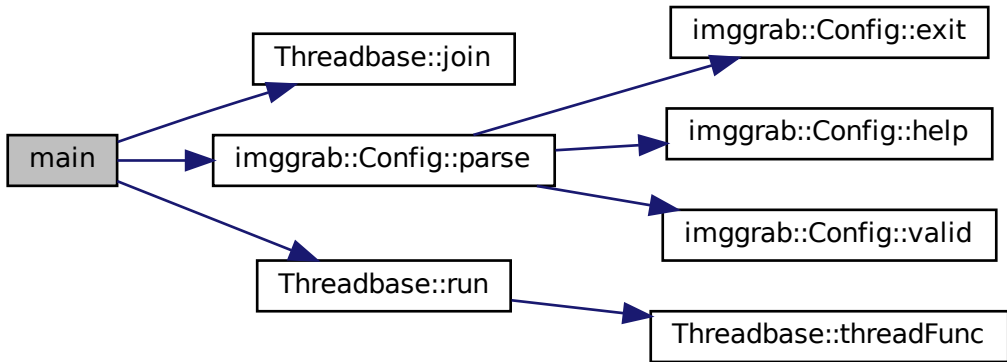 main
Threadbase::join
imggrab::Config::parse
Threadbase::run
imggrab::Config::exit
imggrab::Config::help
imggrab::Config::valid
Threadbase::threadFunc